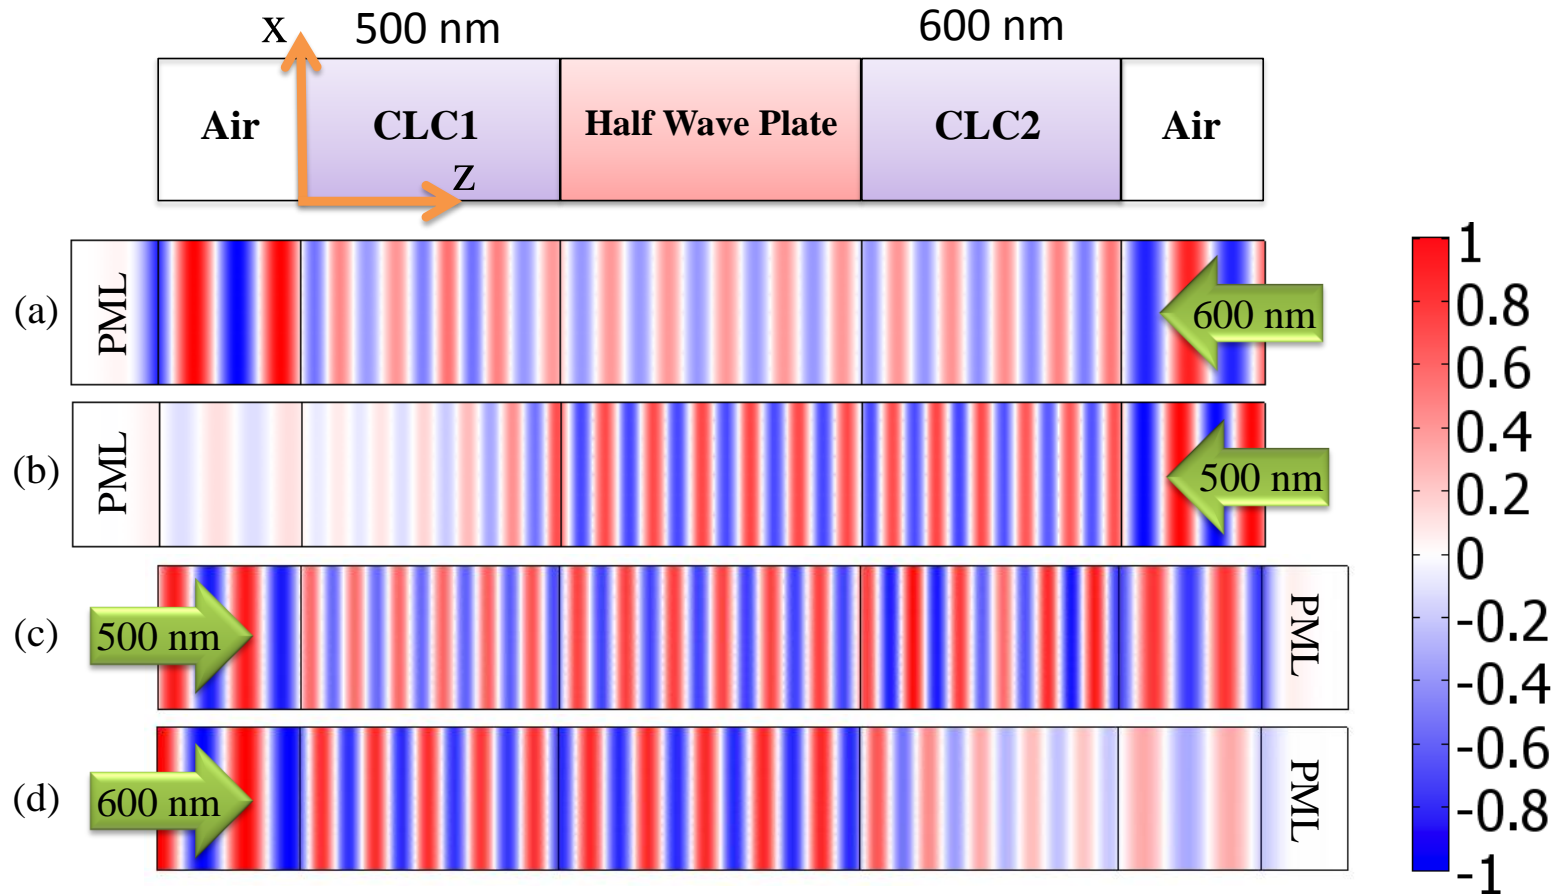 X 500 nm 600 nm
Air CLC1 Half Wave Plate CLC2 Air
Z
(a) PML 600 nm
(b) PML 500 nm
(c) 500 nm PML
(d) 600 nm PML
1
0.8
0.6
0.4
0.2
0
-0.2
-0.4
-0.6
-0.8
-1